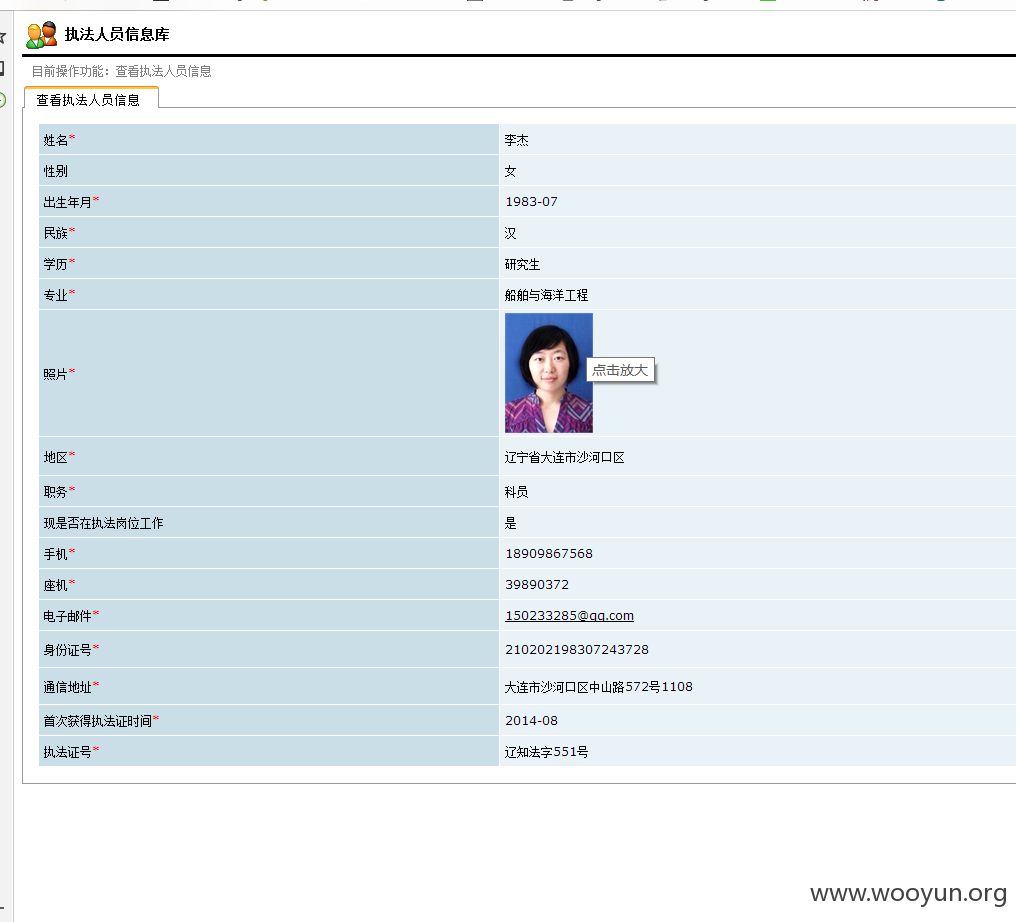 执法人员信息库
目前操作功能：查看执法人员信息
查看执法人员信息
姓名* 李杰
性别 女
出生年月* 1983-07
民族* 汉
学历* 研究生
专业* 船舶与海洋工程
照片* 点击放大
地区* 辽宁省大连市沙河口区
职务* 科员
现是否在执法岗位工作 是
手机* 18909867568
座机* 39890372
电子邮件* 150233285@qq.com
身份证号* 210202198307243728
通信地址* 大连市沙河口区中山路572号1108
首次获得执法证时间* 2014-08
执法证号* 辽知法字551号
www.wooyun.org